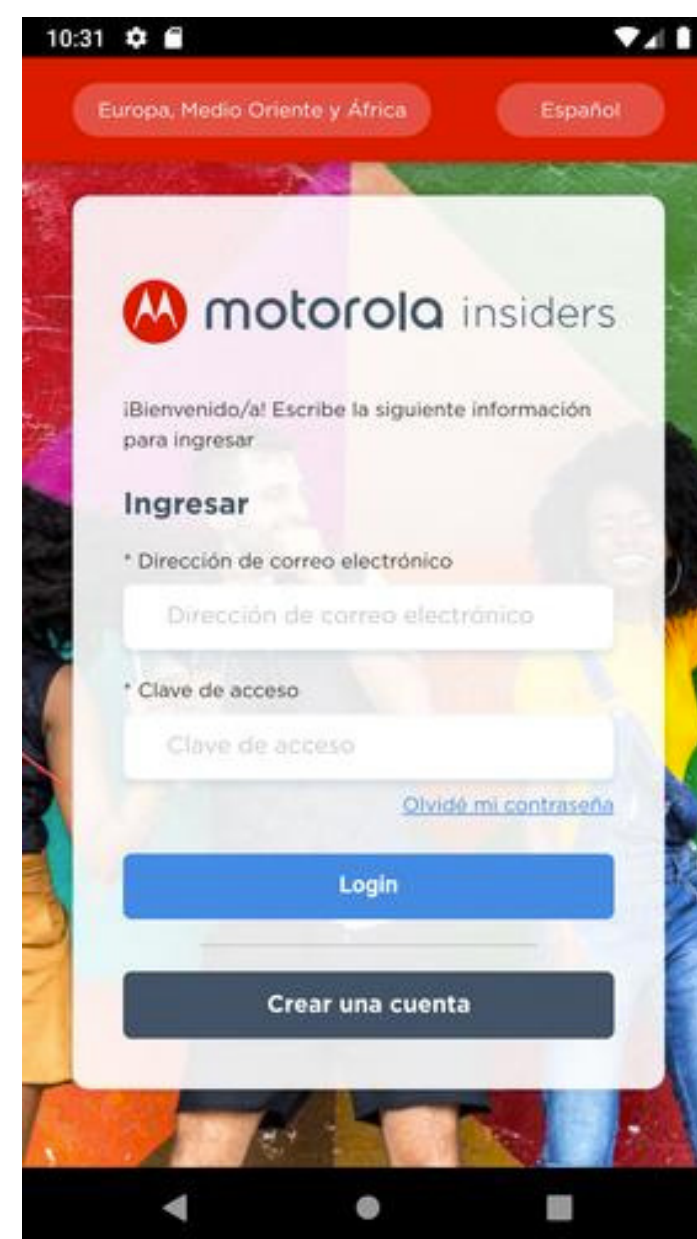 10:31
Europa, Medio Oriente y África
Español
motorola insiders
¡Bienvenido/a! Escribe la siguiente información
para ingresar
Ingresar
* Dirección de correo electrónico
Dirección de correo electrónico
* Clave de acceso
Clave de acceso
Olvidé mi contraseña
Login
Crear una cuenta